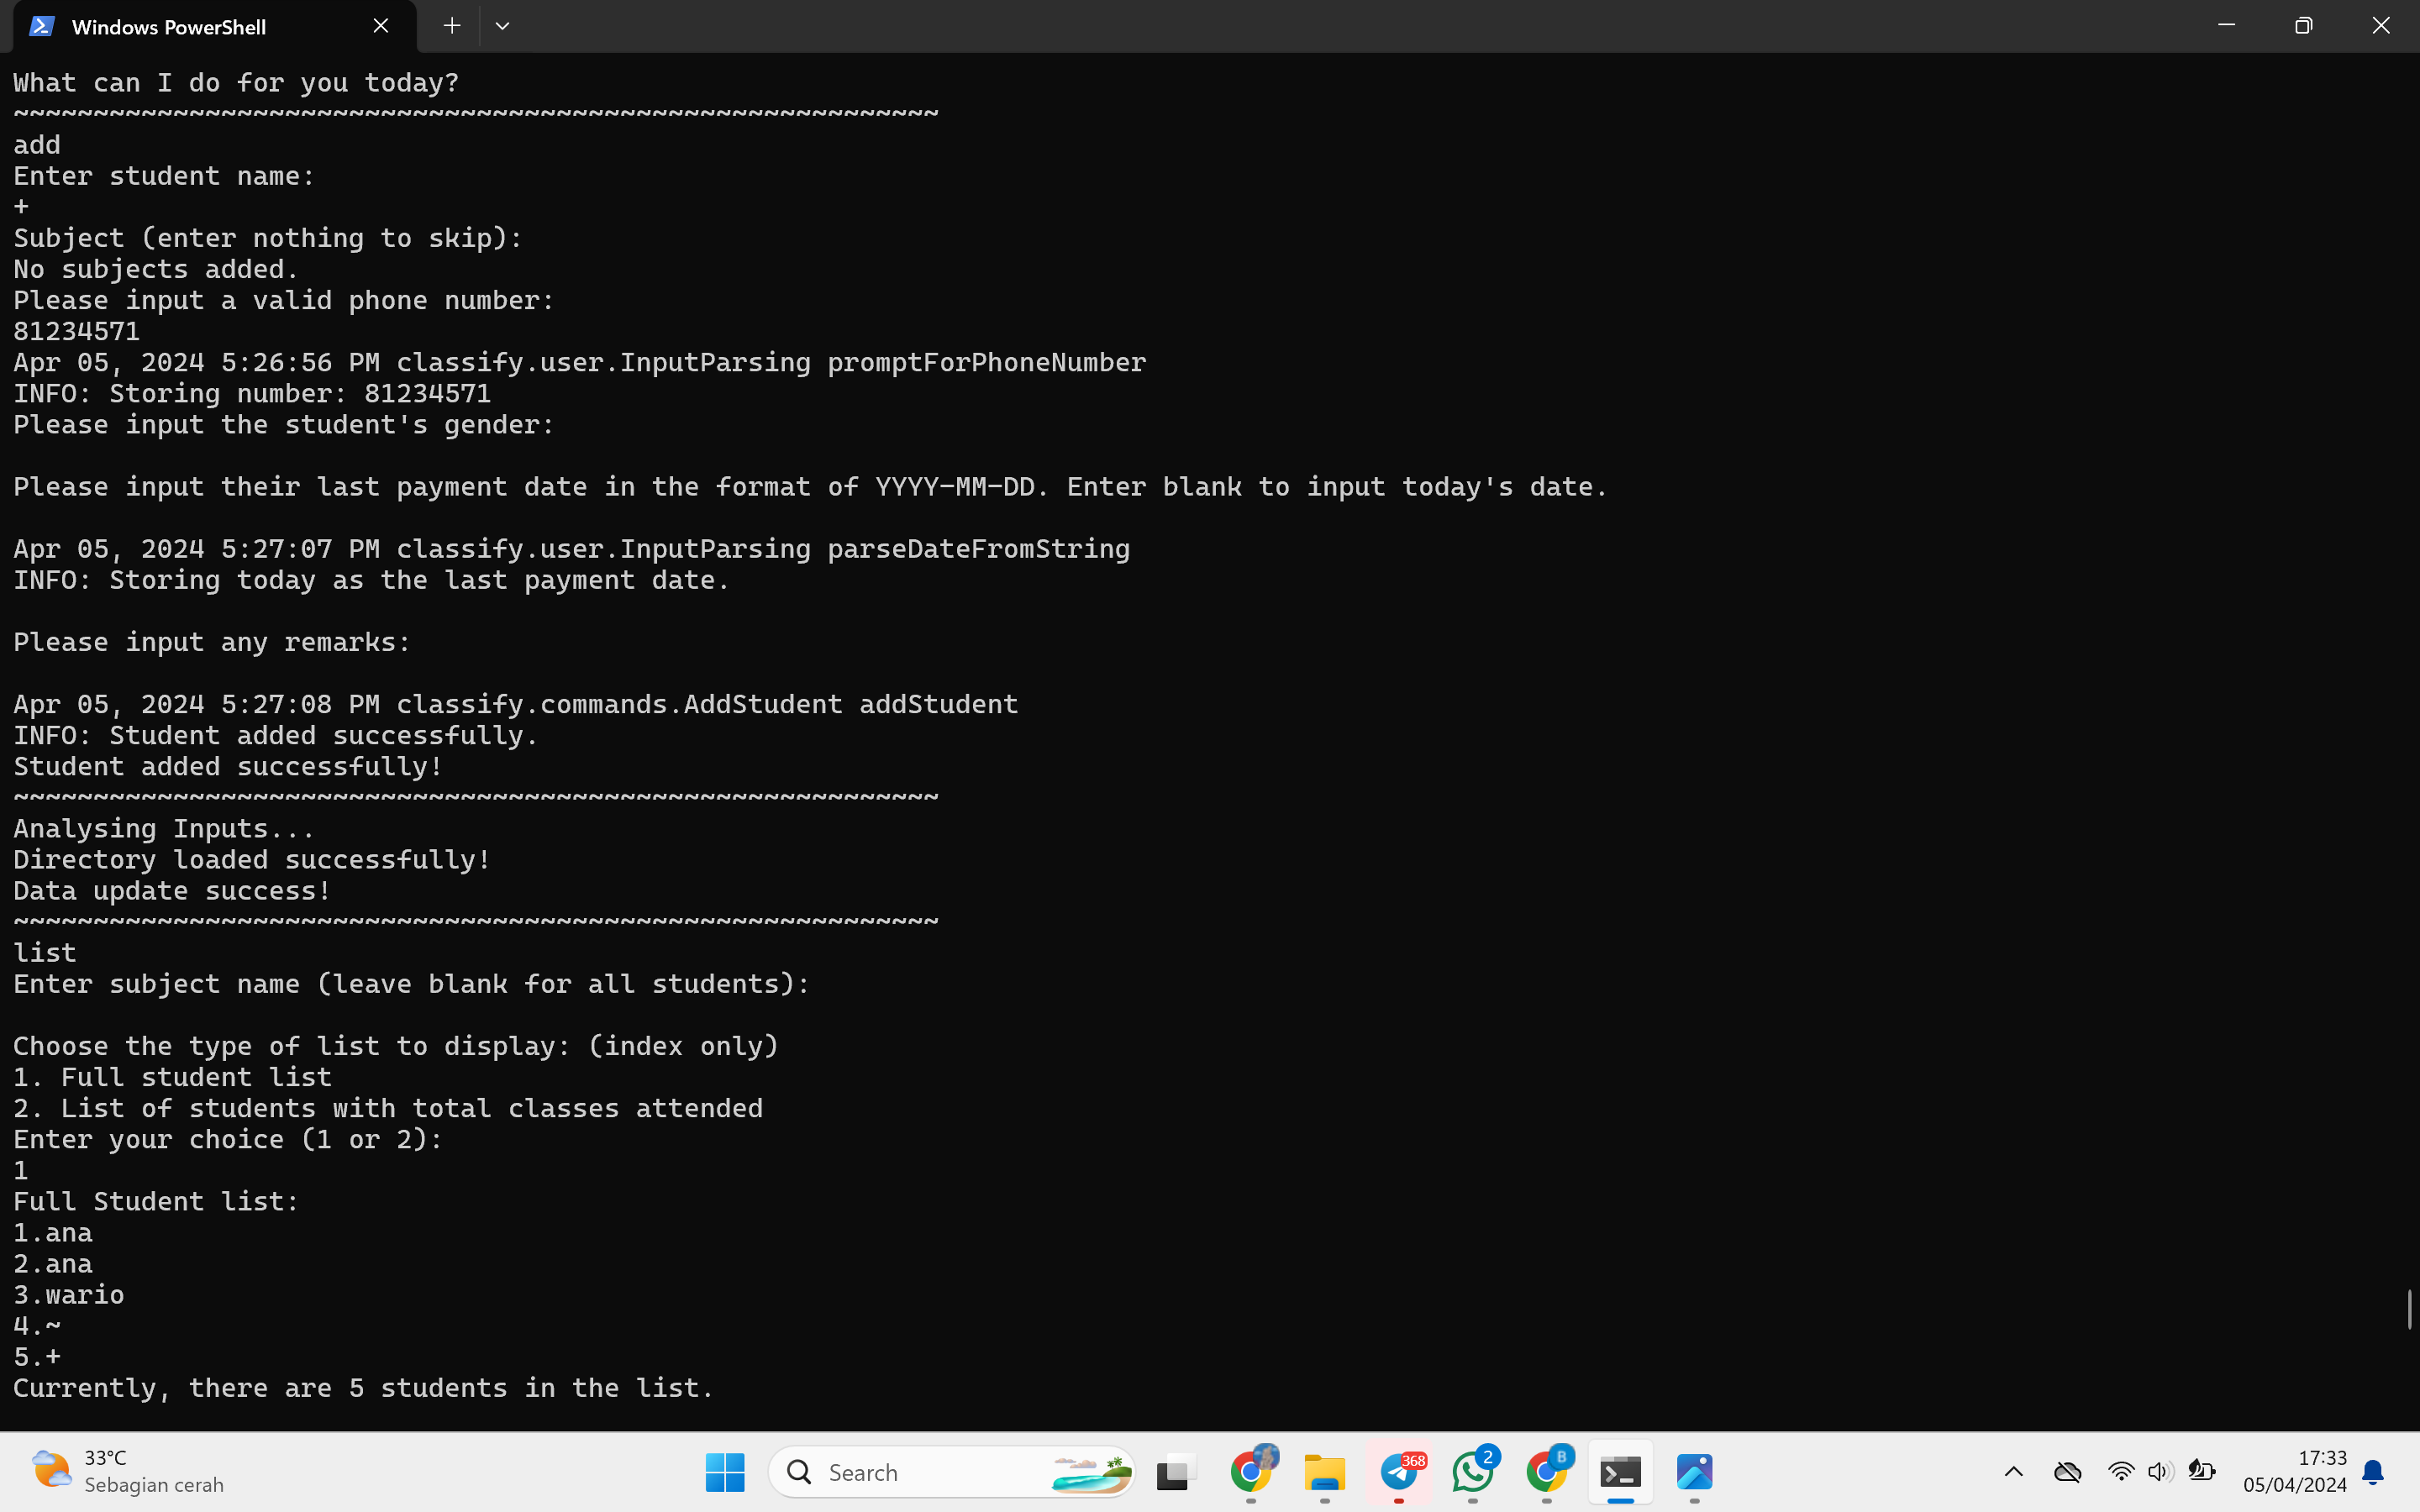 Windows PowerShell
What can I do for you today?
~~~~~~~~~~~~~~~~~~~~~~~~~~~~~~~~~~~~~~~~~~~~~~~~~~~~~~~~~~
add
Enter student name:
+
Subject (enter nothing to skip):
No subjects added.
Please input a valid phone number:
81234571
Apr 05, 2024 5:26:56 PM classify.user.InputParsing promptForPhoneNumber
INFO: Storing number: 81234571
Please input the student's gender:
Please input their last payment date in the format of YYYY-MM-DD. Enter blank to input today's date.
Apr 05, 2024 5:27:07 PM classify.user.InputParsing parseDateFromString
INFO: Storing today as the last payment date.
Please input any remarks:
Apr 05, 2024 5:27:08 PM classify.commands.AddStudent addStudent
INFO: Student added successfully.
Student added successfully!
~~~~~~~~~~~~~~~~~~~~~~~~~~~~~~~~~~~~~~~~~~~~~~~~~~~~~~~~~~
Analysing Inputs...
Directory loaded successfully!
Data update success!
~~~~~~~~~~~~~~~~~~~~~~~~~~~~~~~~~~~~~~~~~~~~~~~~~~~~~~~~~~
list
Enter subject name (leave blank for all students):
Choose the type of list to display: (index only)
1. Full student list
2. List of students with total classes attended
Enter your choice (1 or 2):
1
Full Student list:
1.ana
2.ana
3.wario
4.~
5.+
Currently, there are 5 students in the list.
33°C
Sebagian cerah
Search
368
2
B
17:33
05/04/2024